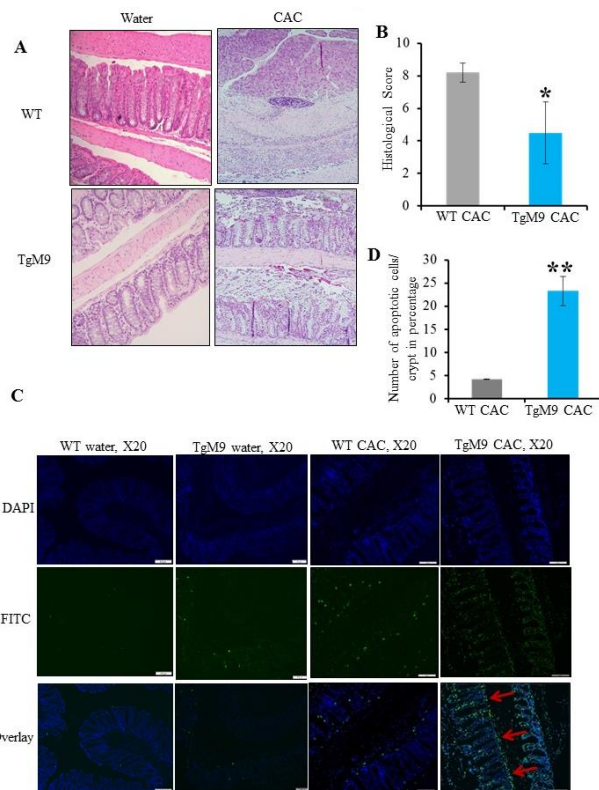 Water CAC
A
WT
TgM9
B
Histological Score
10
8
6
4
2
0
*
WT CAC TgM9 CAC
D
Number of apoptotic cells/
crypt in percentage
30
25
20
15
10
5
0
**
WT CAC TgM9 CAC
C
WT water, X20 TgM9 water, X20 WT CAC, X20 TgM9 CAC, X20
DAPI
FITC
Overlay